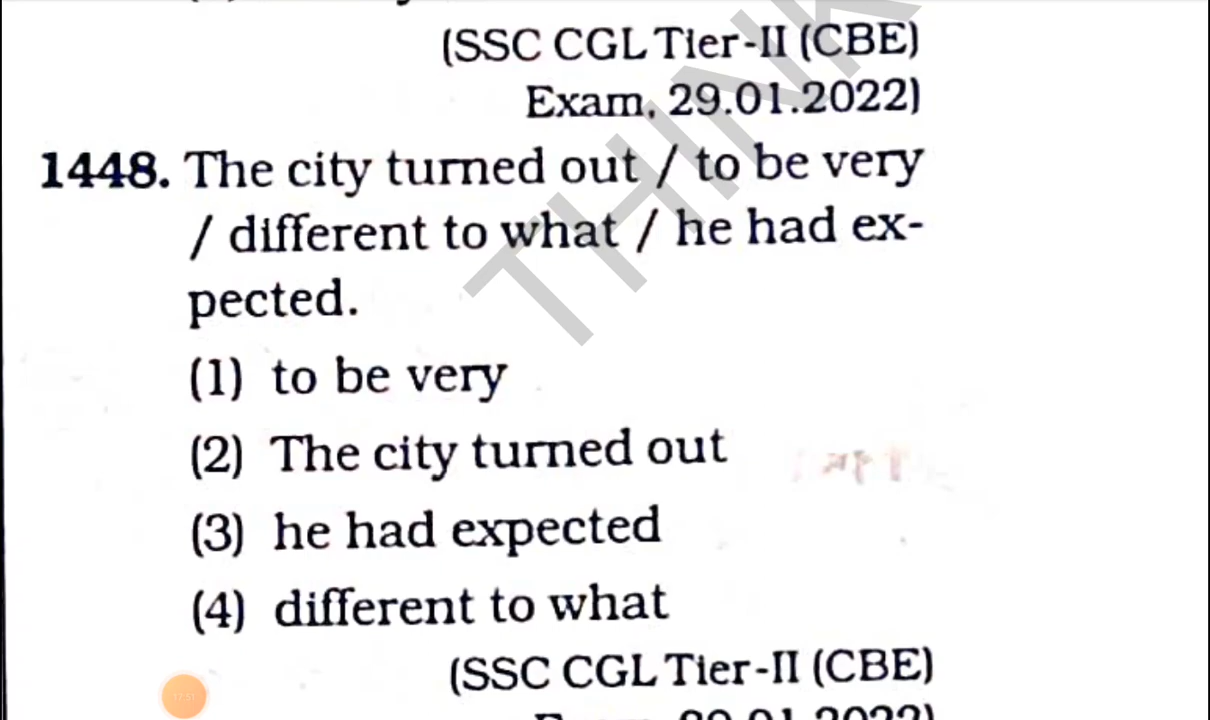 (SSC CGL Tier-II (CBE)
Exam, 29.01.2022)
1448. The city turned out / to be very
/ different to what / he had ex-
pected.
(1) to be very
(2) The city turned out
(3) he had expected
(4) different to what
(SSC CGL Tier-II (CBE)
THINK